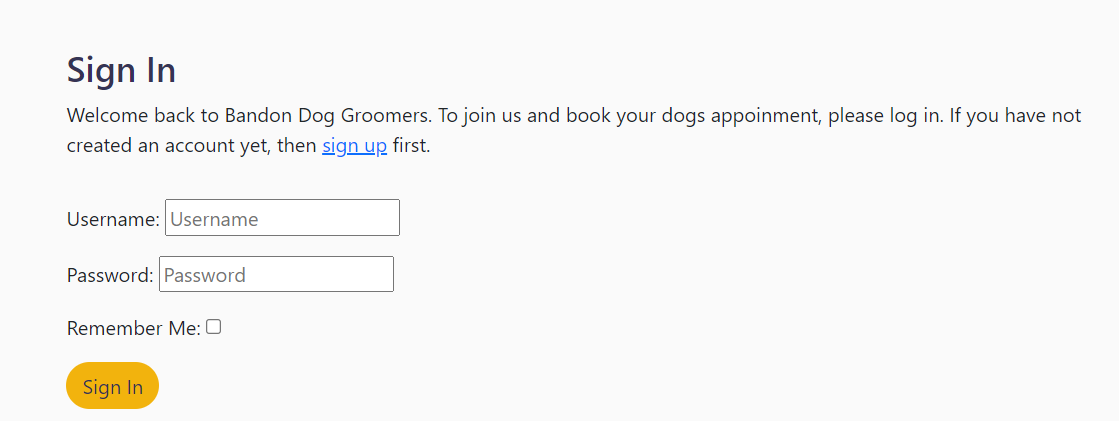 Sign In
Welcome back to Bandon Dog Groomers. To join us and book your dogs appoinment, please log in. If you have not
created an account yet, then sign up first.
Username: Username
Password: Password
Remember Me:
Sign In